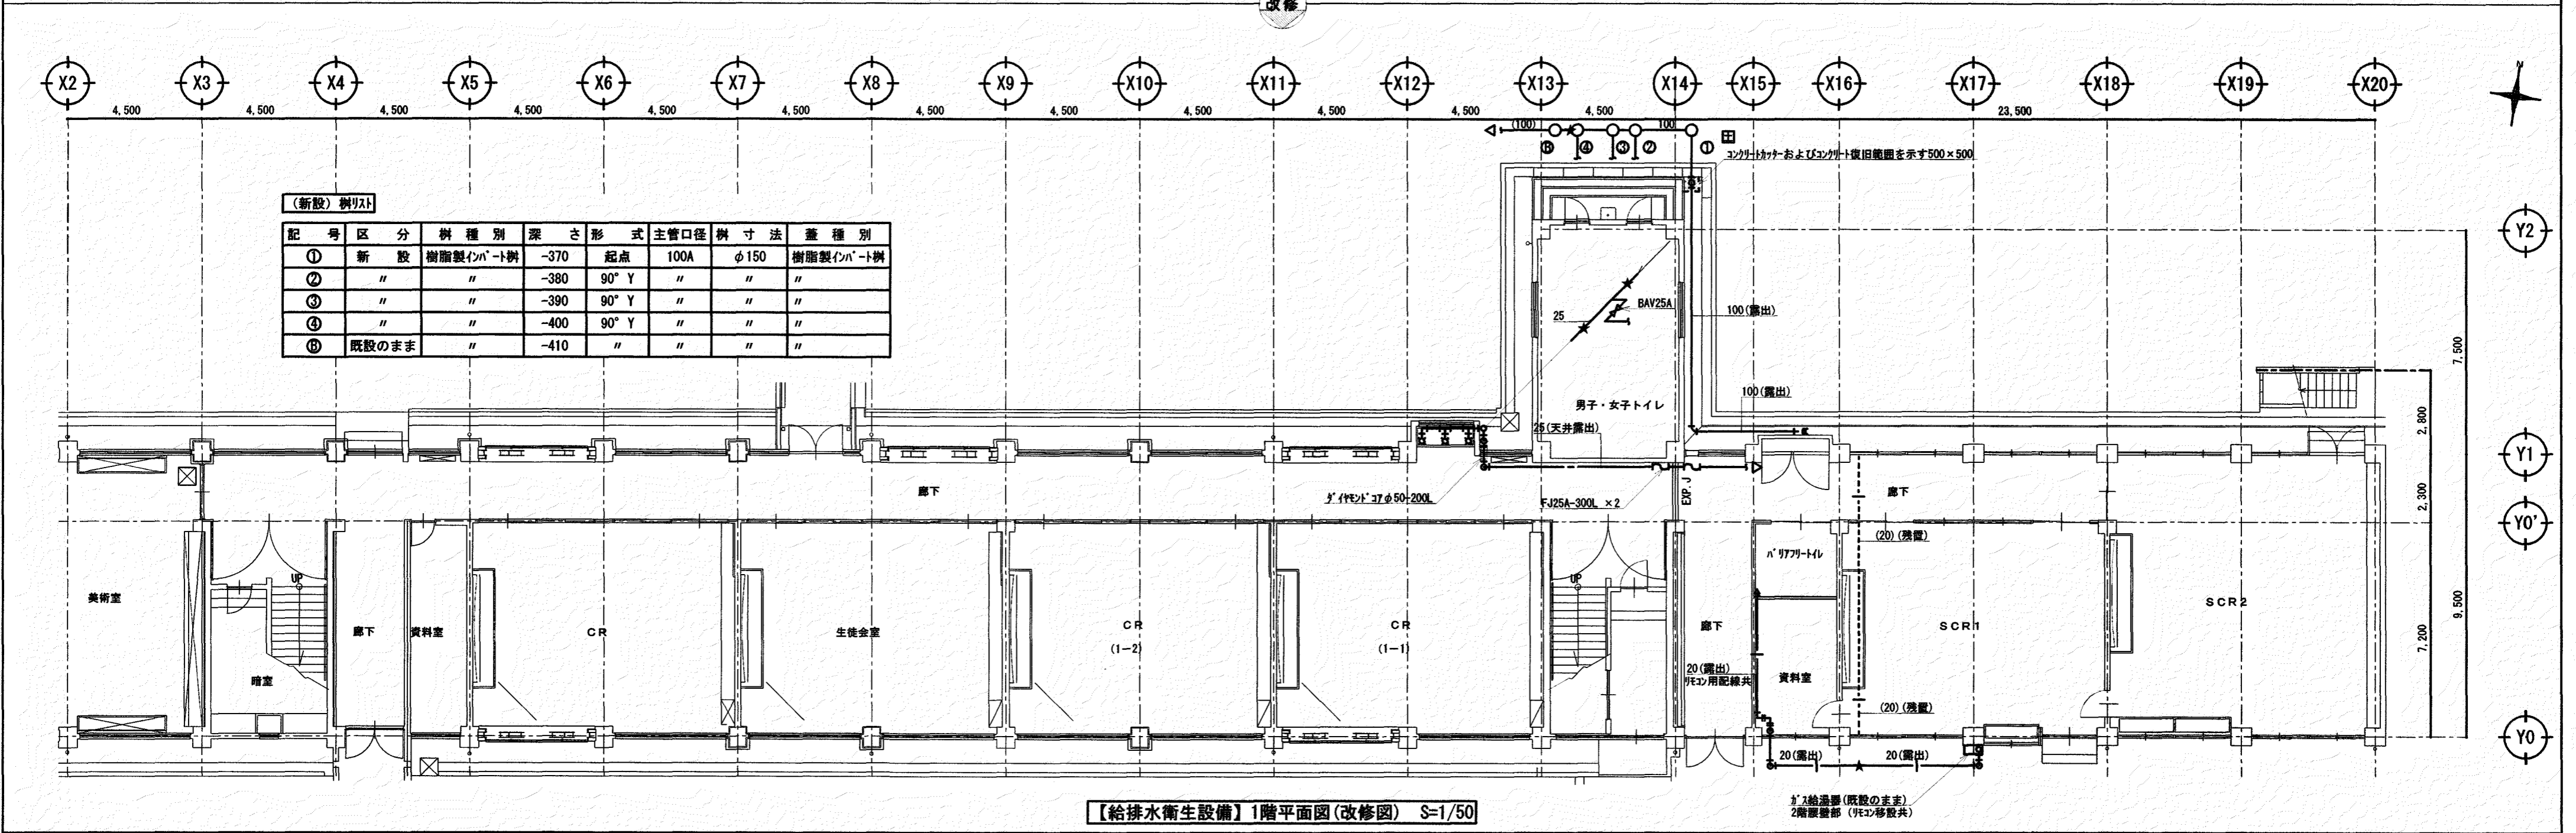 改修
X2 X3 X4 X5 X6 X7 X8 X9 X10 X11 X12 X13 X14 X15 X16 X17 X18 X19 X20
N
4,500 4,500 4,500 4,500 4,500 4,500 4,500 4,500 4,500 4,500 4,500 4,500 23,500
(100) 100
Ⓑ ④ ③ ② ①
コンクリートカッターおよびコンクリート復旧範囲を示す500×500
(新設) 桝リスト
記号 区分 桝種別 深さ 形式 主管口径 桝寸法 蓋種別
① 新設 樹脂製インバート桝 -370 起点 100A φ150 樹脂製インバート桝
② 〃 〃 -380 90° Y 〃 〃 〃
③ 〃 〃 -390 90° Y 〃 〃 〃
④ 〃 〃 -400 90° Y 〃 〃 〃
Ⓑ 既設のまま 〃 -410 〃 〃 〃 〃
Y2
BAV25A
25
100(露出)
7,500
100(露出)
男子・女子トイレ
25(天井露出)
2,800
Y1
廊下
ダイヤモンドコアφ50-200L
FJ25A-300L ×2
EXP.J
廊下
2,300
Y0'
(20)(残置)
バリアフリートイレ
UP
UP
美術室
廊下
資料室
CR
生徒会室
CR
(1-2)
CR
(1-1)
廊下
SCR1
SCR2
9,500
7,200
暗室
20(露出)
リモコン用配線共
資料室
(20)(残置)
Y0
20(露出) 20(露出)
ガス給湯器(既設のまま)
2階腰壁部 (リモコン移設共)
【給排水衛生設備】1階平面図(改修図) S=1/50